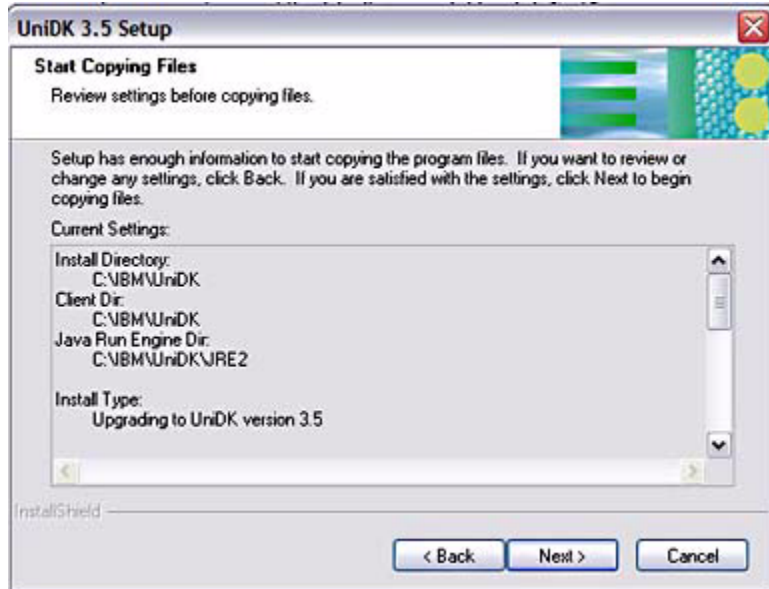 UniDK 3.5 Setup
Start Copying Files
Review settings before copying files.
Setup has enough information to start copying the program files. If you want to review or
change any settings, click Back. If you are satisfied with the settings, click Next to begin
copying files.
Current Settings:
Install Directory:
C:\IBM\UniDK
Client Dir:
C:\IBM\UniDK
Java Run Engine Dir:
C:\IBM\UniDK\JRE2
Install Type:
Upgrading to UniDK version 3.5
InstallShield
< Back Next > Cancel